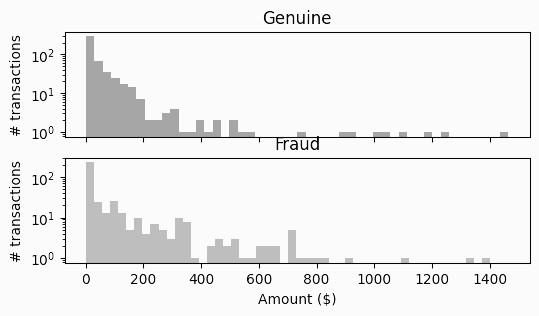 Genuine
# transactions
10²
10¹
10⁰
Fraud
# transactions
10²
10¹
10⁰
0 200 400 600 800 1000 1200 1400
Amount ($)